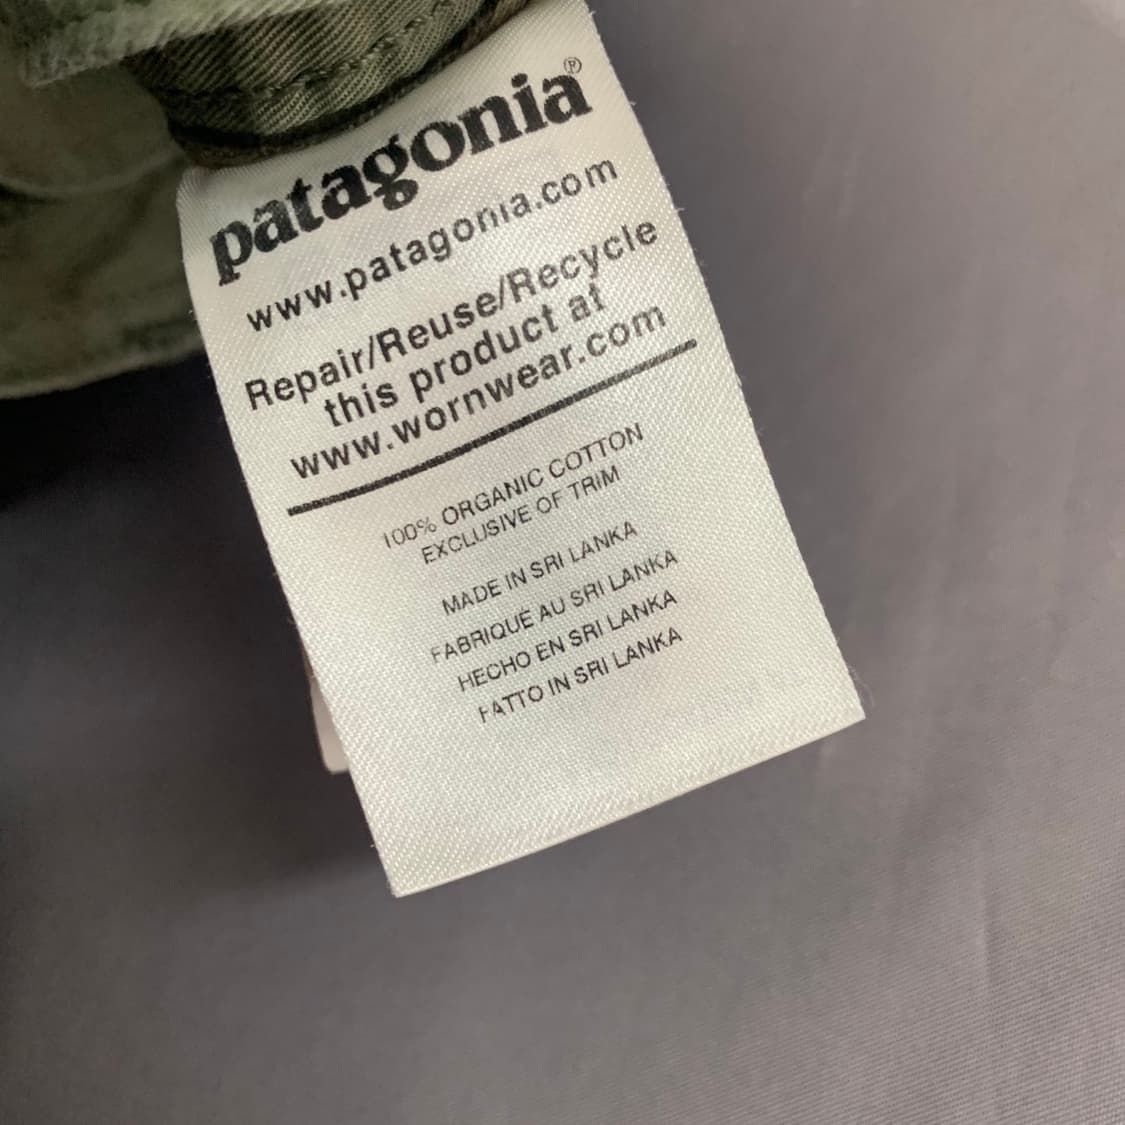 patagonia®
www.patagonia.com
Repair/Reuse/Recycle
this product at
www.wornwear.com
100% ORGANIC COTTON
EXCLUSIVE OF TRIM
MADE IN SRI LANKA
FABRIQUÉ AU SRI LANKA
HECHO EN SRI LANKA
FATTO IN SRI LANKA